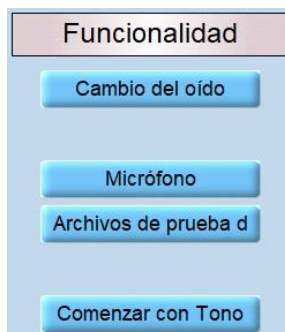 Funcionalidad
Cambio del oído
Micrófono
Archivos de prueba d
Comenzar con Tono